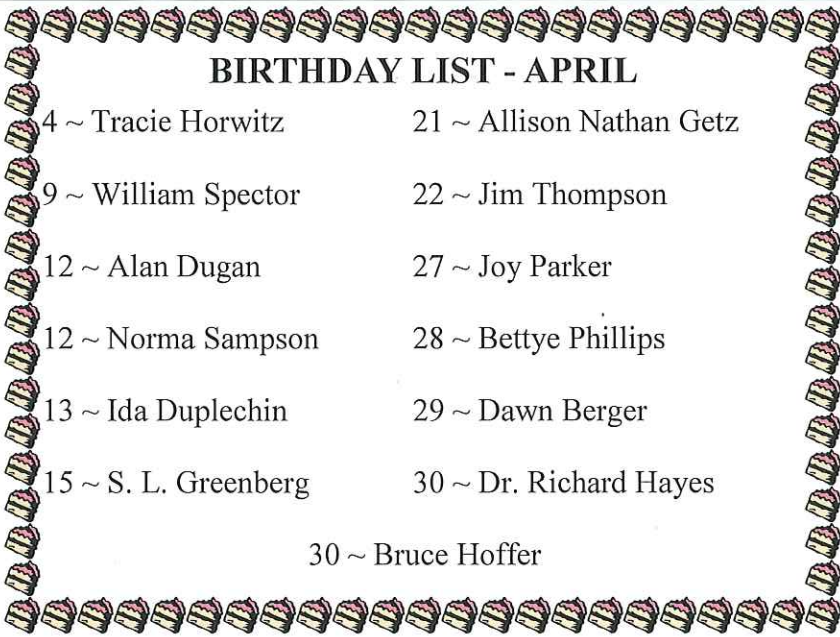 BIRTHDAY LIST - APRIL
4 ~ Tracie Horwitz
9 ~ William Spector
12 ~ Alan Dugan
12 ~ Norma Sampson
13 ~ Ida Duplechin
15 ~ S. L. Greenberg
21 ~ Allison Nathan Getz
22 ~ Jim Thompson
27 ~ Joy Parker
28 ~ Bettye Phillips
29 ~ Dawn Berger
30 ~ Dr. Richard Hayes
30 ~ Bruce Hoffer